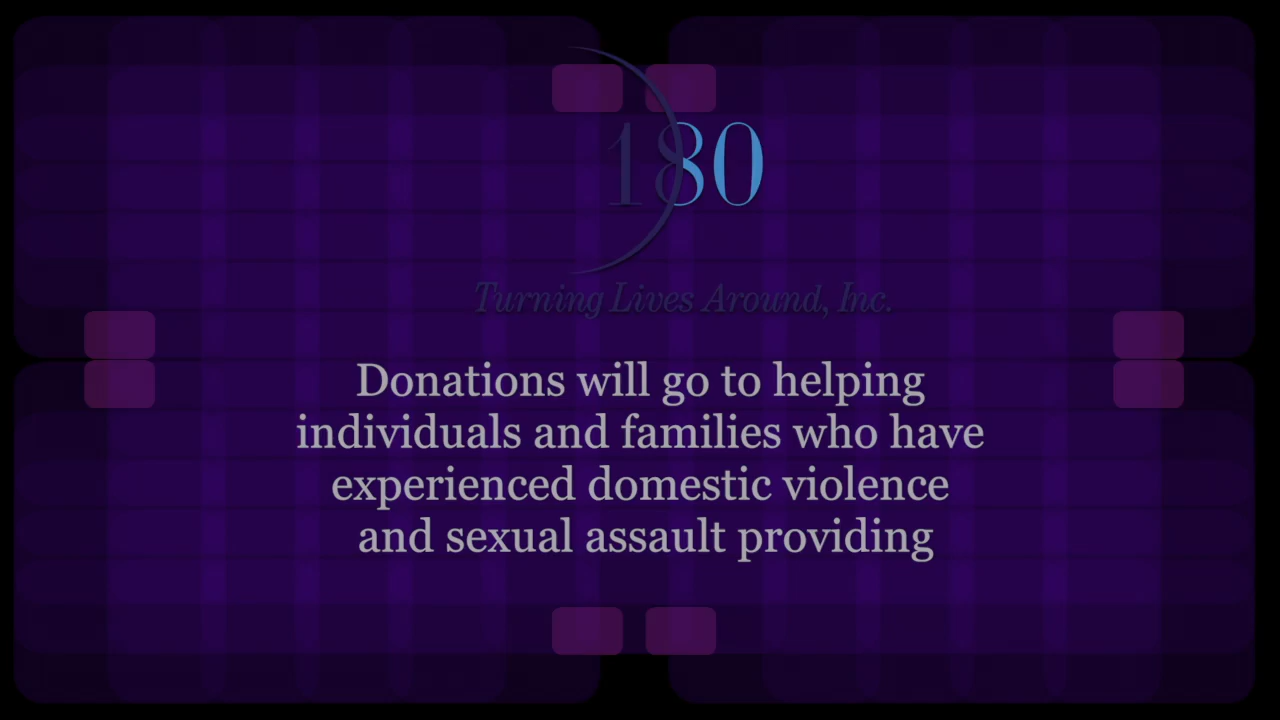 180
Turning Lives Around, Inc.
Donations will go to helping
individuals and families who have
experienced domestic violence
and sexual assault providing